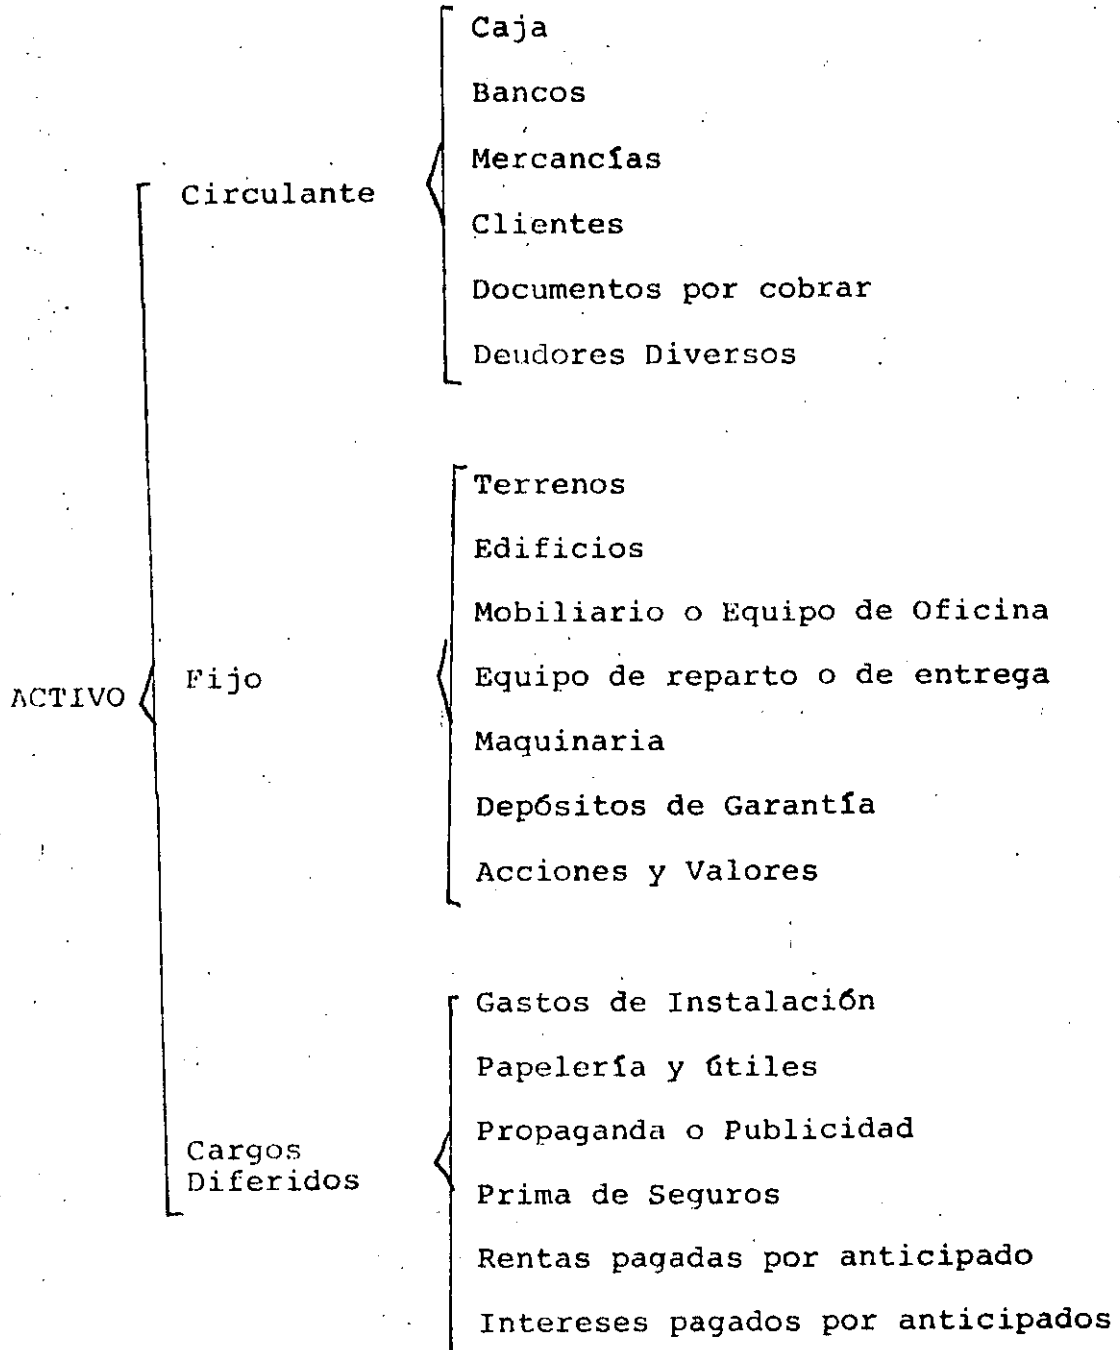 ACTIVO
Circulante
Caja
Bancos
Mercancías
Clientes
Documentos por cobrar
Deudores Diversos
Fijo
Terrenos
Edificios
Mobiliario o Equipo de Oficina
Equipo de reparto o de entrega
Maquinaria
Depósitos de Garantía
Acciones y Valores
Cargos
Diferidos
Gastos de Instalación
Papelería y útiles
Propaganda o Publicidad
Prima de Seguros
Rentas pagadas por anticipado
Intereses pagados por anticipados